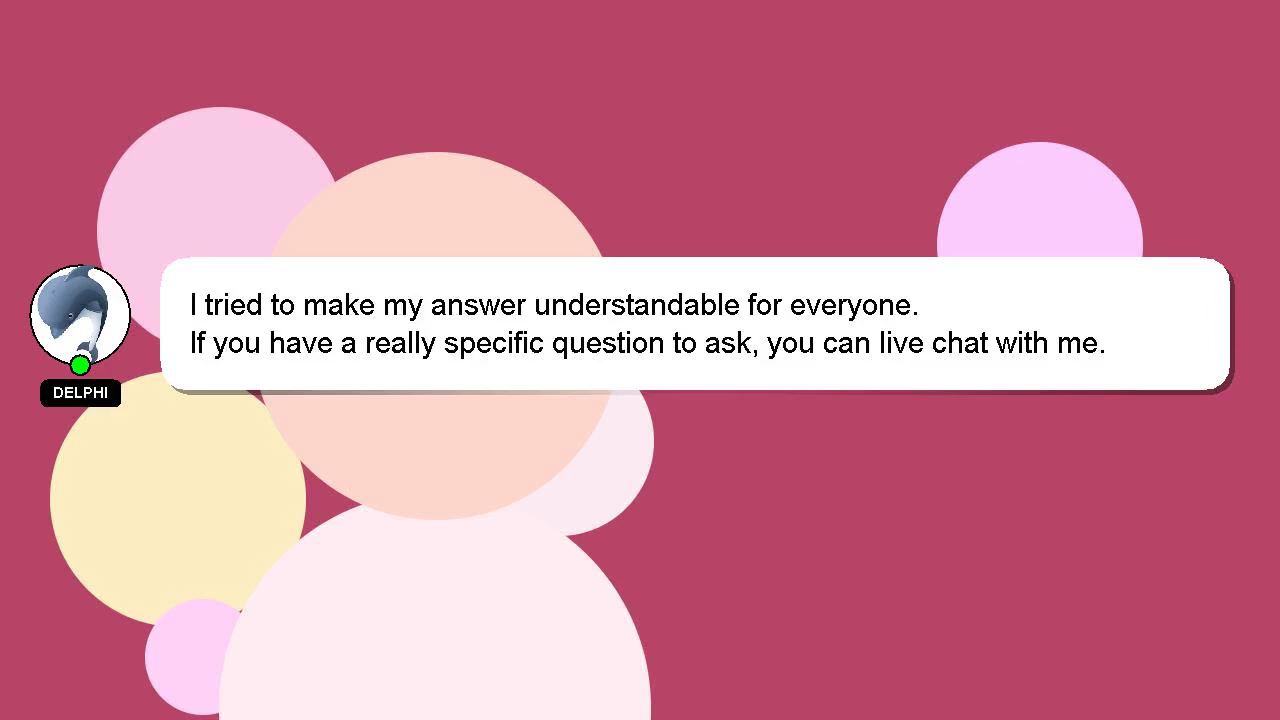 I tried to make my answer understandable for everyone.
If you have a really specific question to ask, you can live chat with me.
DELPHI